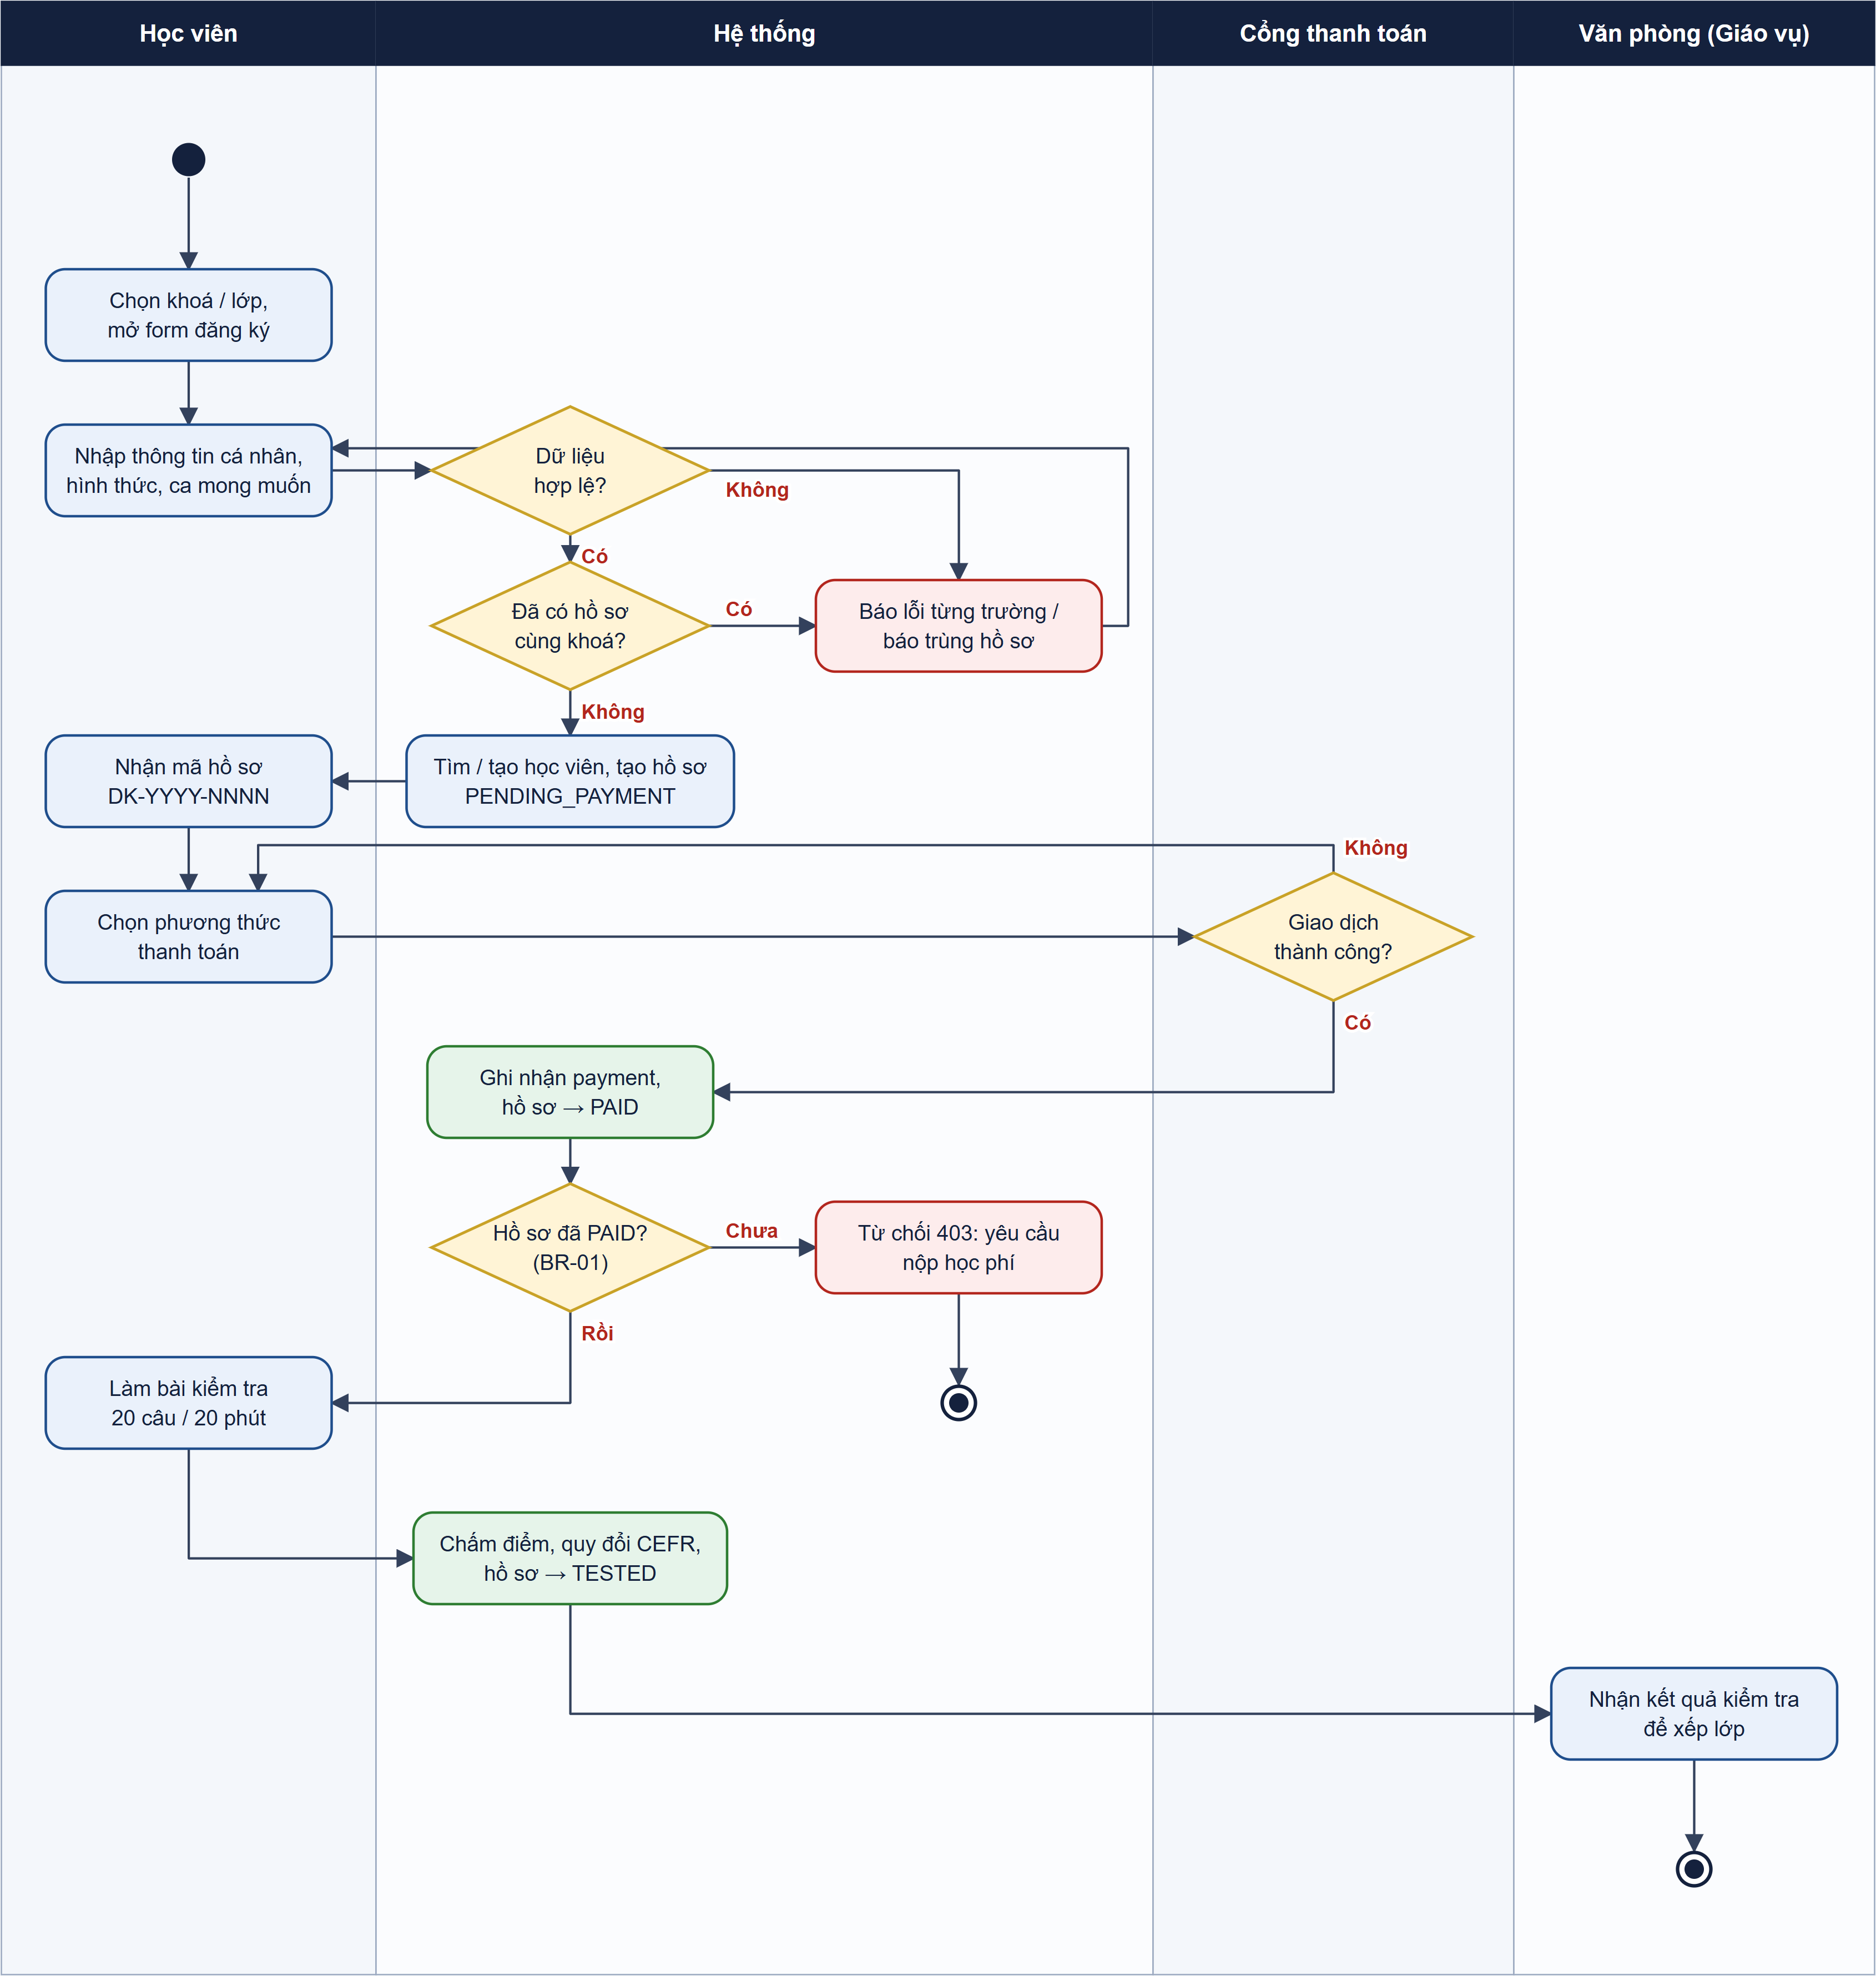 Học viên
Hệ thống
Cổng thanh toán
Văn phòng (Giáo vụ)
Chọn khoá / lớp,
mở form đăng ký
Nhập thông tin cá nhân,
hình thức, ca mong muốn
Dữ liệu
hợp lệ?
Không
Có
Đã có hồ sơ
cùng khoá?
Có
Báo lỗi từng trường /
báo trùng hồ sơ
Không
Nhận mã hồ sơ
DK-YYYY-NNNN
Tìm / tạo học viên, tạo hồ sơ
PENDING_PAYMENT
Không
Chọn phương thức
thanh toán
Giao dịch
thành công?
Có
Ghi nhận payment,
hồ sơ → PAID
Hồ sơ đã PAID?
(BR-01)
Chưa
Từ chối 403: yêu cầu
nộp học phí
Rồi
Làm bài kiểm tra
20 câu / 20 phút
Chấm điểm, quy đổi CEFR,
hồ sơ → TESTED
Nhận kết quả kiểm tra
để xếp lớp